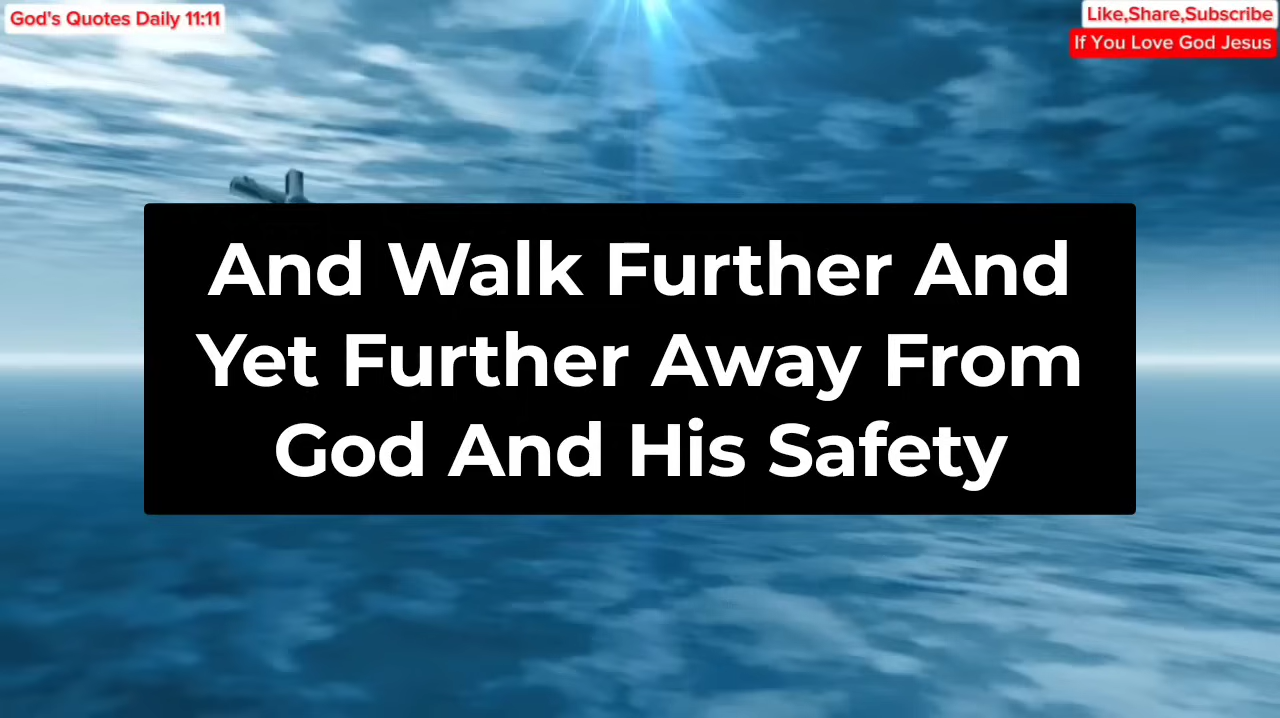 God's Quotes Daily 11:11
Like,Share,Subscribe
If You Love God Jesus
And Walk Further And
Yet Further Away From
God And His Safety